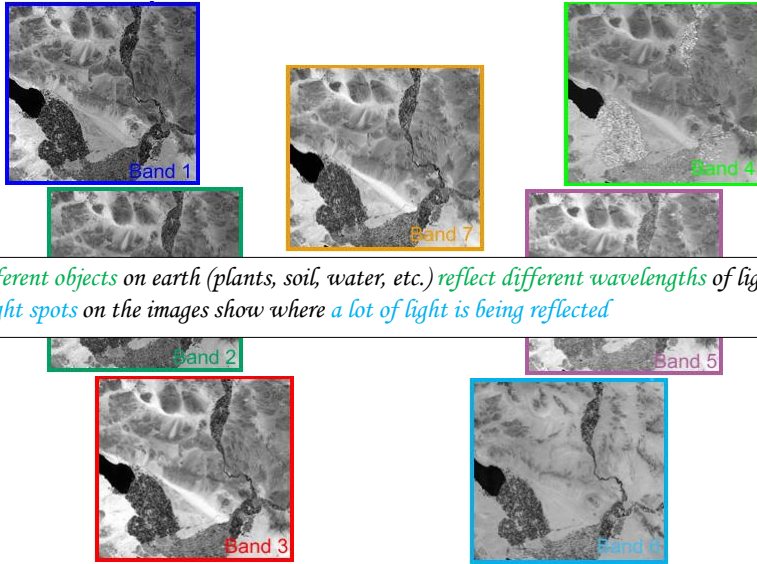 Band 1
Band 4
Band 7
ferent objects on earth (plants, soil, water, etc.) reflect different wavelengths of lig
ght spots on the images show where a lot of light is being reflected
Band 2
Band 5
Band 3
Band 6